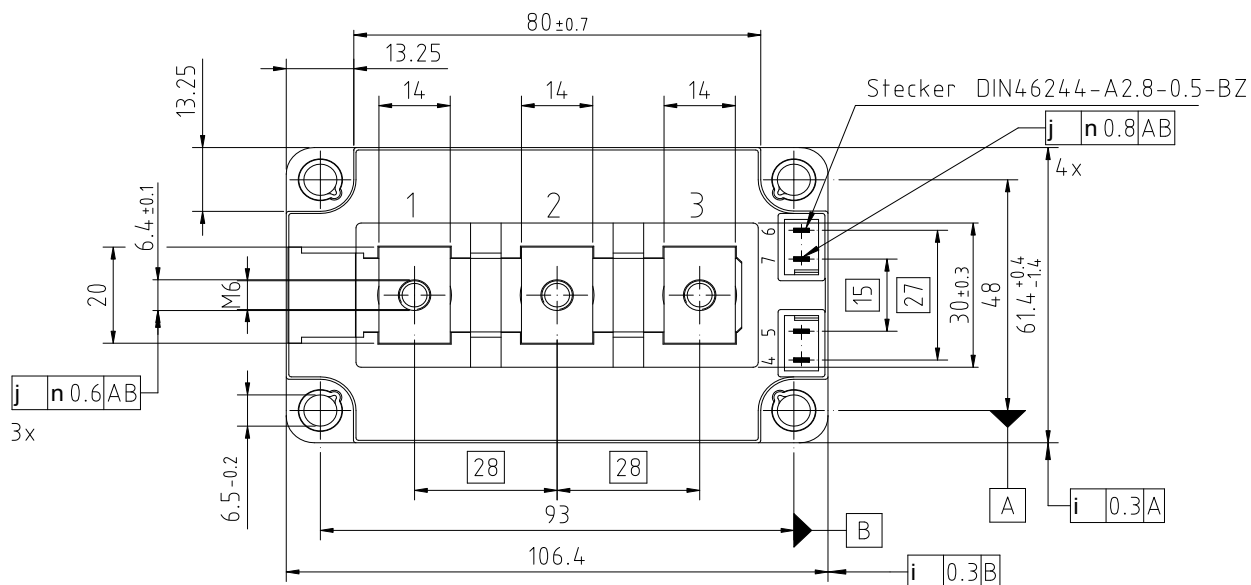 80±0.7
13.25
13.25
14
14
14
Stecker DIN46244-A2.8-0.5-BZ
j n 0.8 AB
4x
1
2
3
6
7
5
4
6.4 ±0.1
M6
20
15
27
30±0.3
48
61.4 +0.4 -1.4
j n 0.6 AB
3x
6.5-0.2
28
28
93
106.4
A
B
i 0.3 A
i 0.3 B